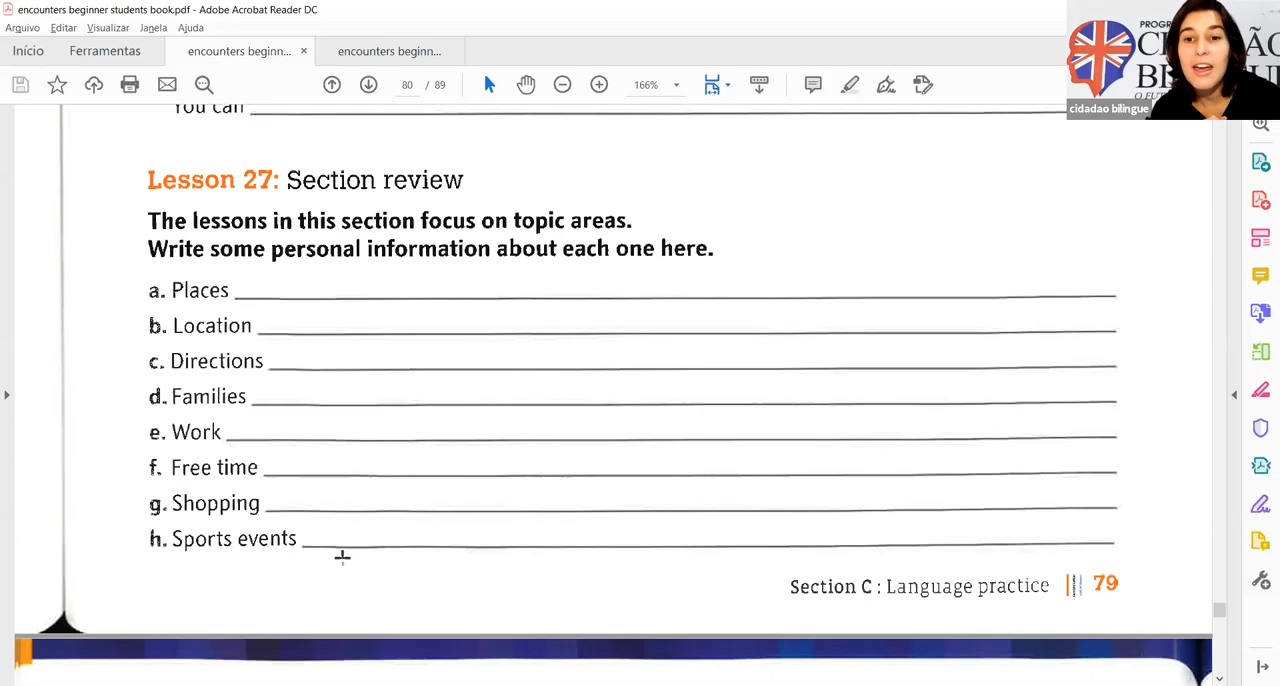 encounters beginner students book.pdf - Adobe Acrobat Reader DC
Arquivo Editar Visualizar Janela Ajuda
Início Ferramentas encounters beginn... × encounters beginn...
80 / 89 166%
PROGR
cidadao bilingue
You can
Lesson 27: Section review
The lessons in this section focus on topic areas.
Write some personal information about each one here.
a. Places
b. Location
c. Directions
d. Families
e. Work
f. Free time
g. Shopping
h. Sports events
Section C : Language practice 79